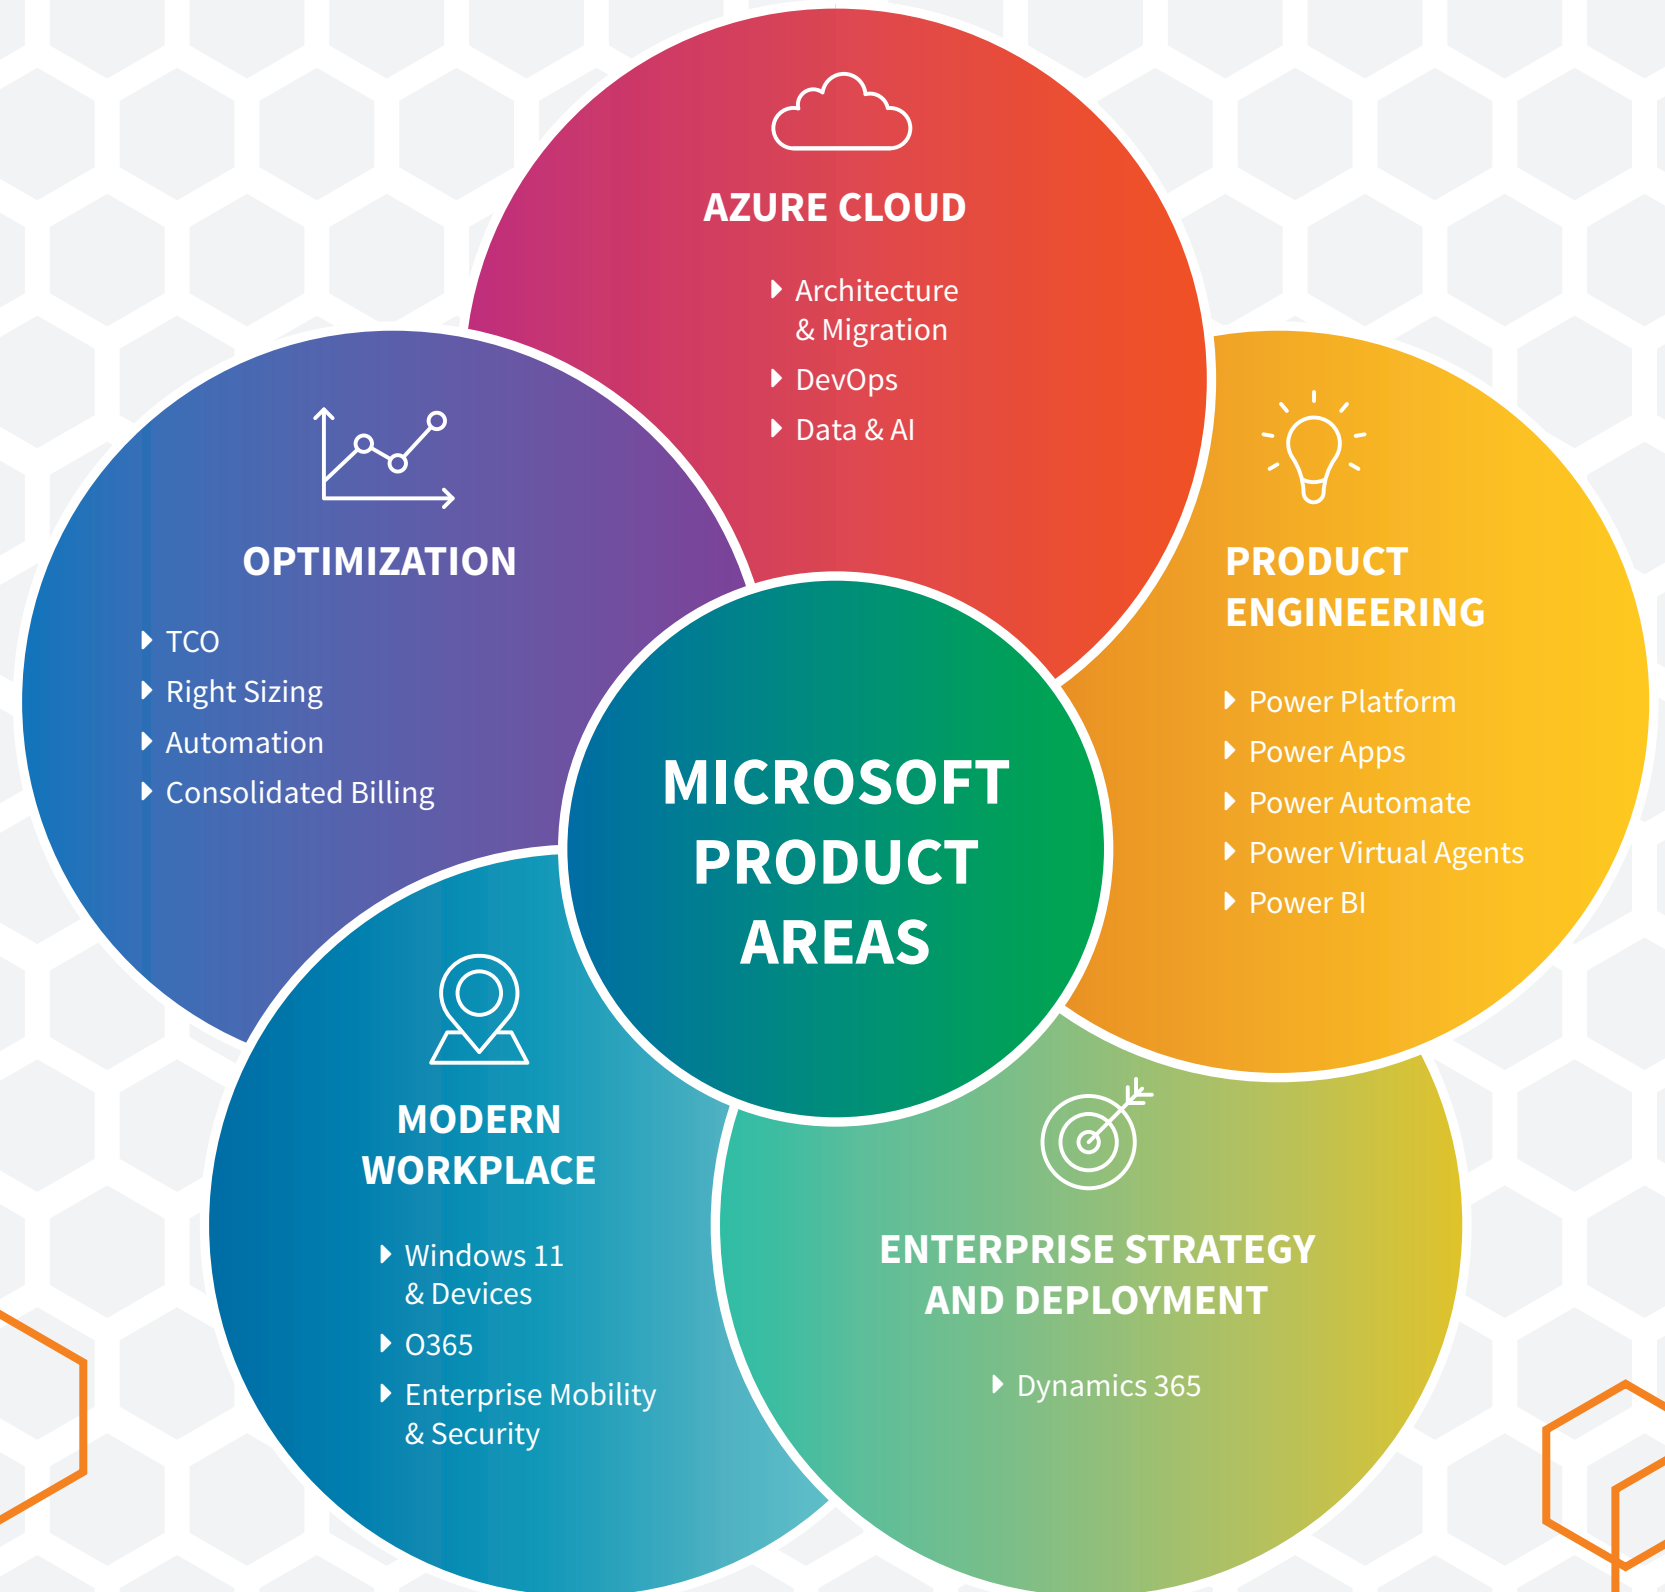 AZURE CLOUD
Architecture
& Migration
DevOps
Data & AI
OPTIMIZATION
TCO
Right Sizing
Automation
Consolidated Billing
PRODUCT
ENGINEERING
Power Platform
Power Apps
Power Automate
Power Virtual Agents
Power BI
MICROSOFT
PRODUCT
AREAS
MODERN
WORKPLACE
Windows 11
& Devices
O365
Enterprise Mobility
& Security
ENTERPRISE STRATEGY
AND DEPLOYMENT
Dynamics 365